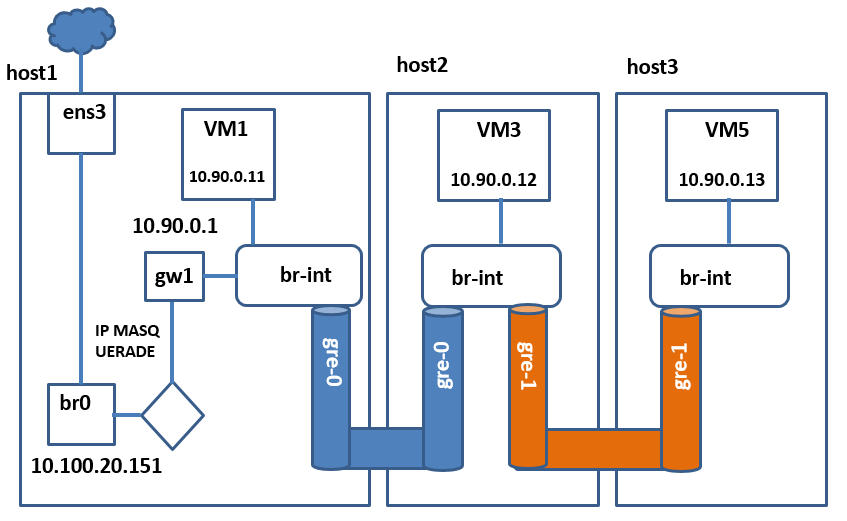 host1
host2
host3
ens3
VM1
10.90.0.11
VM3
10.90.0.12
VM5
10.90.0.13
10.90.0.1
gw1
br-int
br-int
br-int
IP MASQ
UERADE
gre-0
gre-0
gre-1
gre-1
br0
10.100.20.151